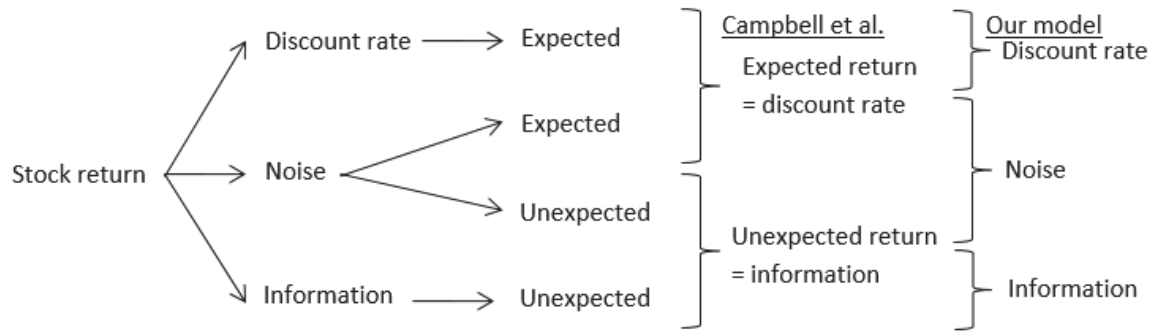 Stock return
Discount rate
Noise
Information
Expected
Expected
Unexpected
Unexpected
Campbell et al.
Expected return
= discount rate
Unexpected return
= information
Our model
Discount rate
Noise
Information